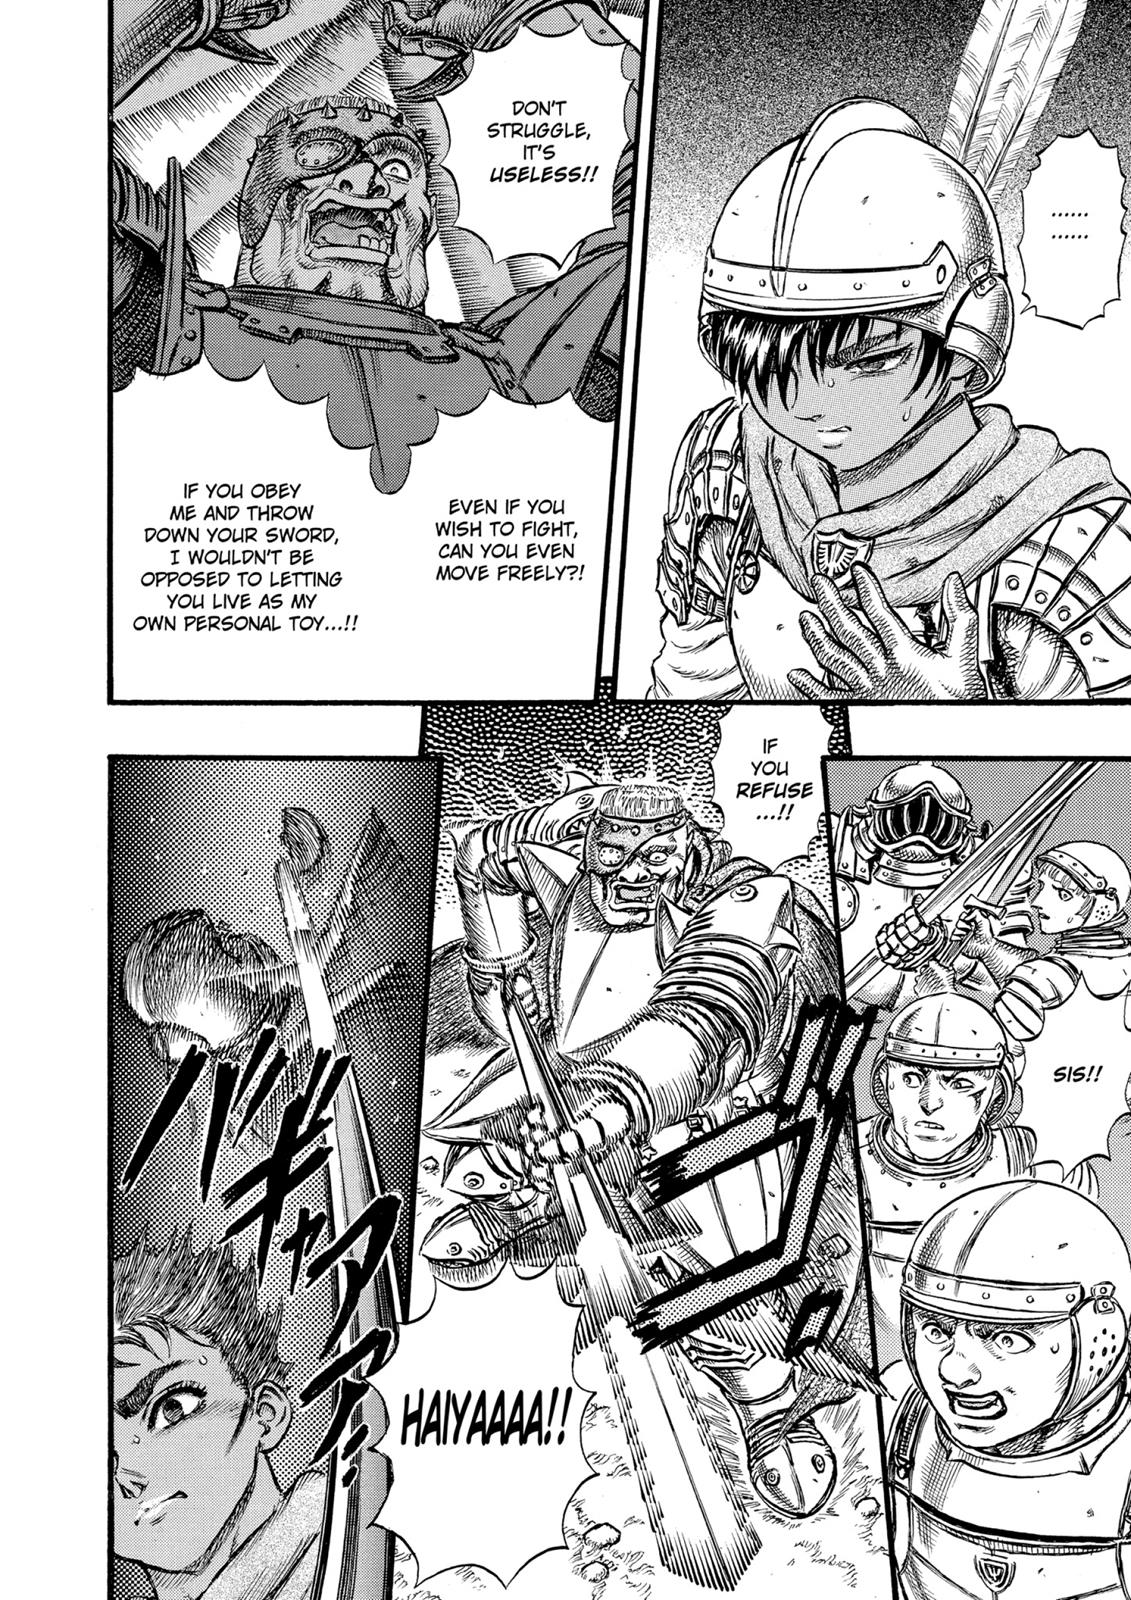 ......
......
DON'T
STRUGGLE,
IT'S
USELESS!!
EVEN IF YOU
WISH TO FIGHT,
CAN YOU EVEN
MOVE FREELY?!
IF YOU OBEY
ME AND THROW
DOWN YOUR SWORD,
I WOULDN'T BE
OPPOSED TO LETTING
YOU LIVE AS MY
OWN PERSONAL TOY...!!
SIS!!
IF
YOU
REFUSE
...!!
HAIYAAAA!!
バギャアァ!